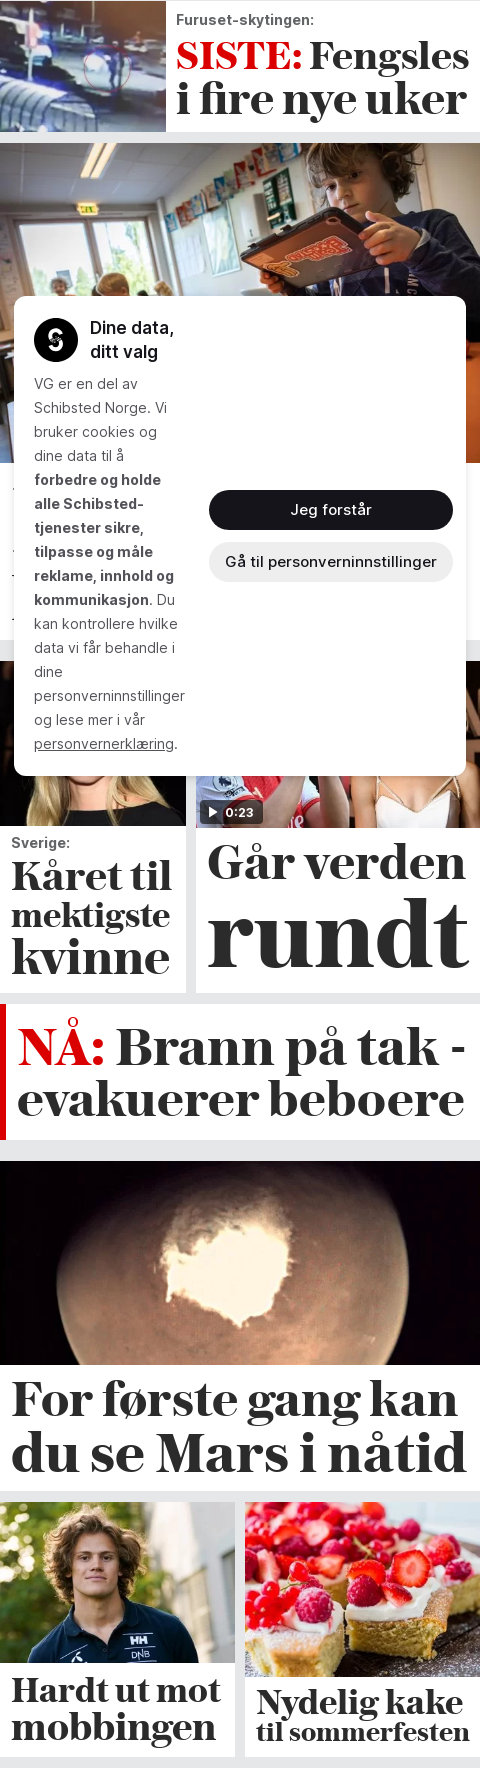 Furuset-skytingen:
SISTE: Fengsles
i fire nye uker
Dine data,
ditt valg
VG er en del av
Schibsted Norge. Vi
bruker cookies og
dine data til å
forbedre og holde
alle Schibsted-
tjenester sikre,
tilpasse og måle
reklame, innhold og
kommunikasjon. Du
kan kontrollere hvilke
data vi får behandle i
dine
personverninnstillinger
og lese mer i vår
personvernerklæring.
Jeg forstår
Gå til personverninnstillinger
Sverige:
Kåret til
mektigste
kvinne
0:23
Går verden
rundt
NÅ: Brann på tak -
evakuerer beboere
For første gang kan
du se Mars i nåtid
HH
DNB
Hardt ut mot
mobbingen
Nydelig kake
til sommerfesten